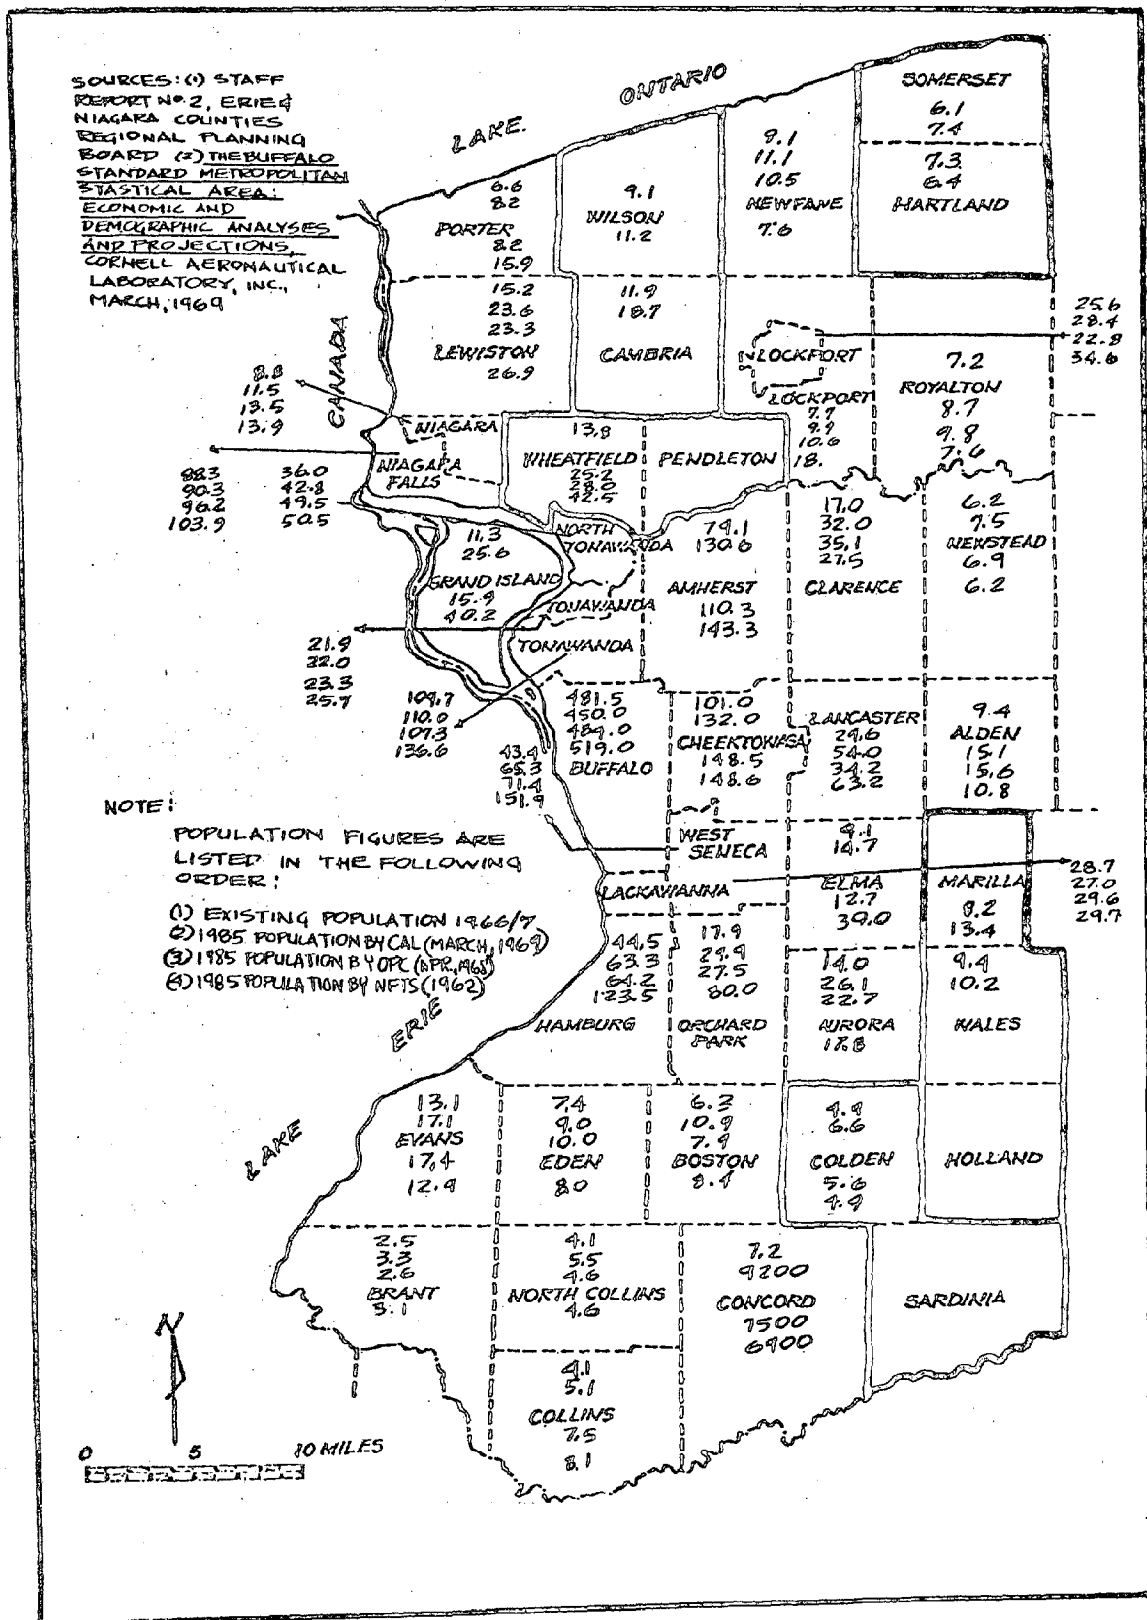 SOURCES: (1) STAFF
REPORT No. 2, ERIE &
NIAGARA COUNTIES
REGIONAL PLANNING
BOARD (2) THE BUFFALO
STANDARD METROPOLITAN
STASTICAL AREA:
ECONOMIC AND
DEMOGRAPHIC ANALYSES
AND PROJECTIONS,
CORNELL AERONAUTICAL
LABORATORY, INC.,
MARCH, 1969
LAKE ONTARIO
CANADA
SOMERSET
6.1
7.4
7.3
6.4
HARTLAND
9.1
11.1
10.5
NEWFANE
7.6
9.1
WILSON
11.2
6.6
8.2
PORTER
8.2
15.9
15.2
23.6
23.3
LEWISTON
26.9
11.9
18.7
CAMBRIA
LOCKPORT
25.6
28.4
22.8
34.6
LOCKPORT
7.7
9.9
10.6
18.
7.2
ROYALTON
8.7
9.8
7.6
8.8
11.5
13.5
13.9
NIAGARA
NIAGARA
FALLS
88.3
90.3
96.2
103.9
36.0
42.8
49.5
50.5
13.8
WHEATFIELD
25.2
28.0
42.5
PENDLETON
NORTH
TONAWANDA
11.3
25.6
GRAND ISLAND
15.9
40.2
TONAWANDA
TONAWANDA
79.1
130.6
AMHERST
110.3
143.3
17.0
32.0
35.1
27.5
CLARENCE
6.2
7.5
NEWSTEAD
6.9
6.2
21.9
22.0
23.3
25.7
109.7
110.0
107.3
136.6
43.4
65.3
71.4
151.9
481.5
450.0
484.0
519.0
BUFFALO
101.0
132.0
CHEEKTOWAGA
148.5
148.6
LANCASTER
29.6
54.0
34.2
63.2
9.4
ALDEN
15.1
15.6
10.8
WEST
SENECA
LACKAWANNA
28.7
27.0
29.6
29.7
9.1
14.7
ELMA
12.7
39.0
MARILLA
8.2
13.4
NOTE:
POPULATION FIGURES ARE
LISTED IN THE FOLLOWING
ORDER:
(1) EXISTING POPULATION 1966/7
(2) 1985 POPULATION BY CAL (MARCH, 1969)
(3) 1985 POPULATION BY OPC (APR, 1968)
(4) 1985 POPULATION BY NFTS (1962)
44.5
63.3
64.2
123.5
HAMBURG
17.9
29.9
27.5
80.0
ORCHARD
PARK
14.0
26.1
22.7
AURORA
17.8
9.4
10.2
WALES
LAKE ERIE
13.1
17.1
EVANS
17.4
12.9
7.4
9.0
10.0
EDEN
8.0
6.2
10.9
7.9
BOSTON
8.4
4.9
6.6
COLDEN
5.6
4.9
HOLLAND
2.5
3.3
2.6
BRANT
3.1
4.1
5.5
4.6
NORTH COLLINS
4.6
7.2
9200
CONCORD
7500
6900
SARDINIA
4.1
5.1
COLLINS
7.5
8.1
N
0 5 10 MILES